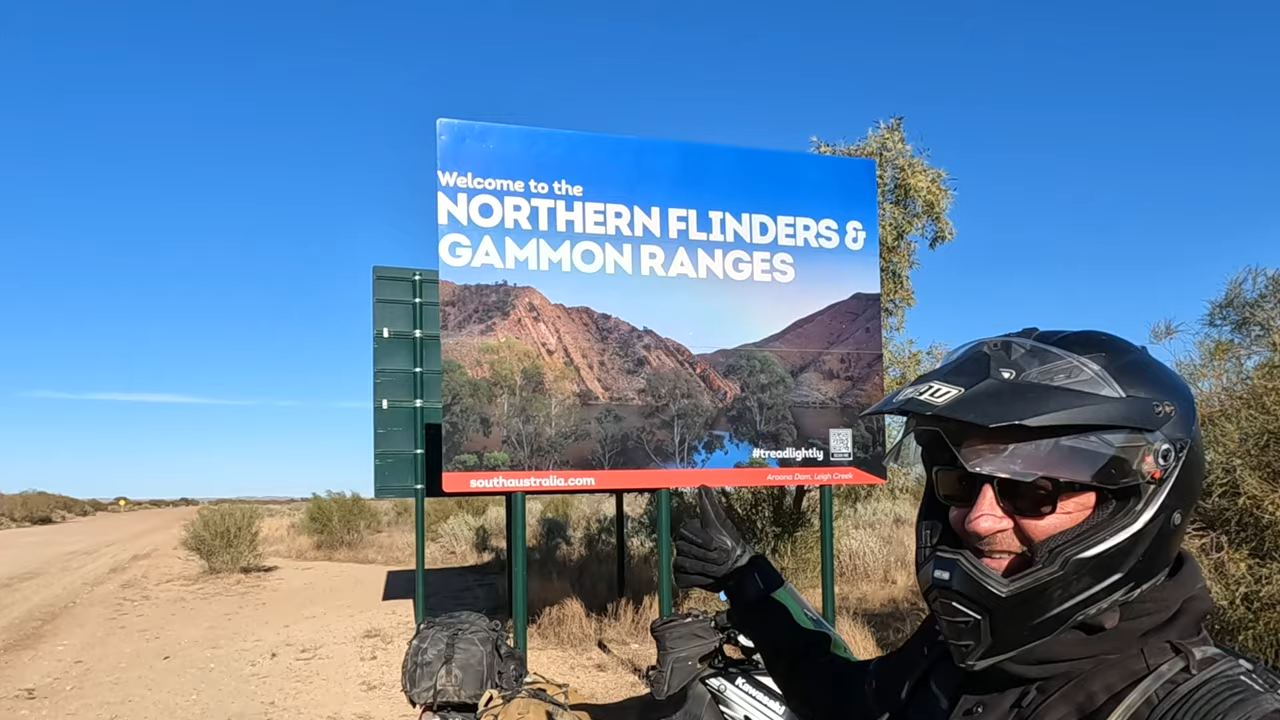 Welcome to the
NORTHERN FLINDERS &
GAMMON RANGES
#treadlightly
southaustralia.com
Aroona Dam, Leigh Creek
Kawasaki